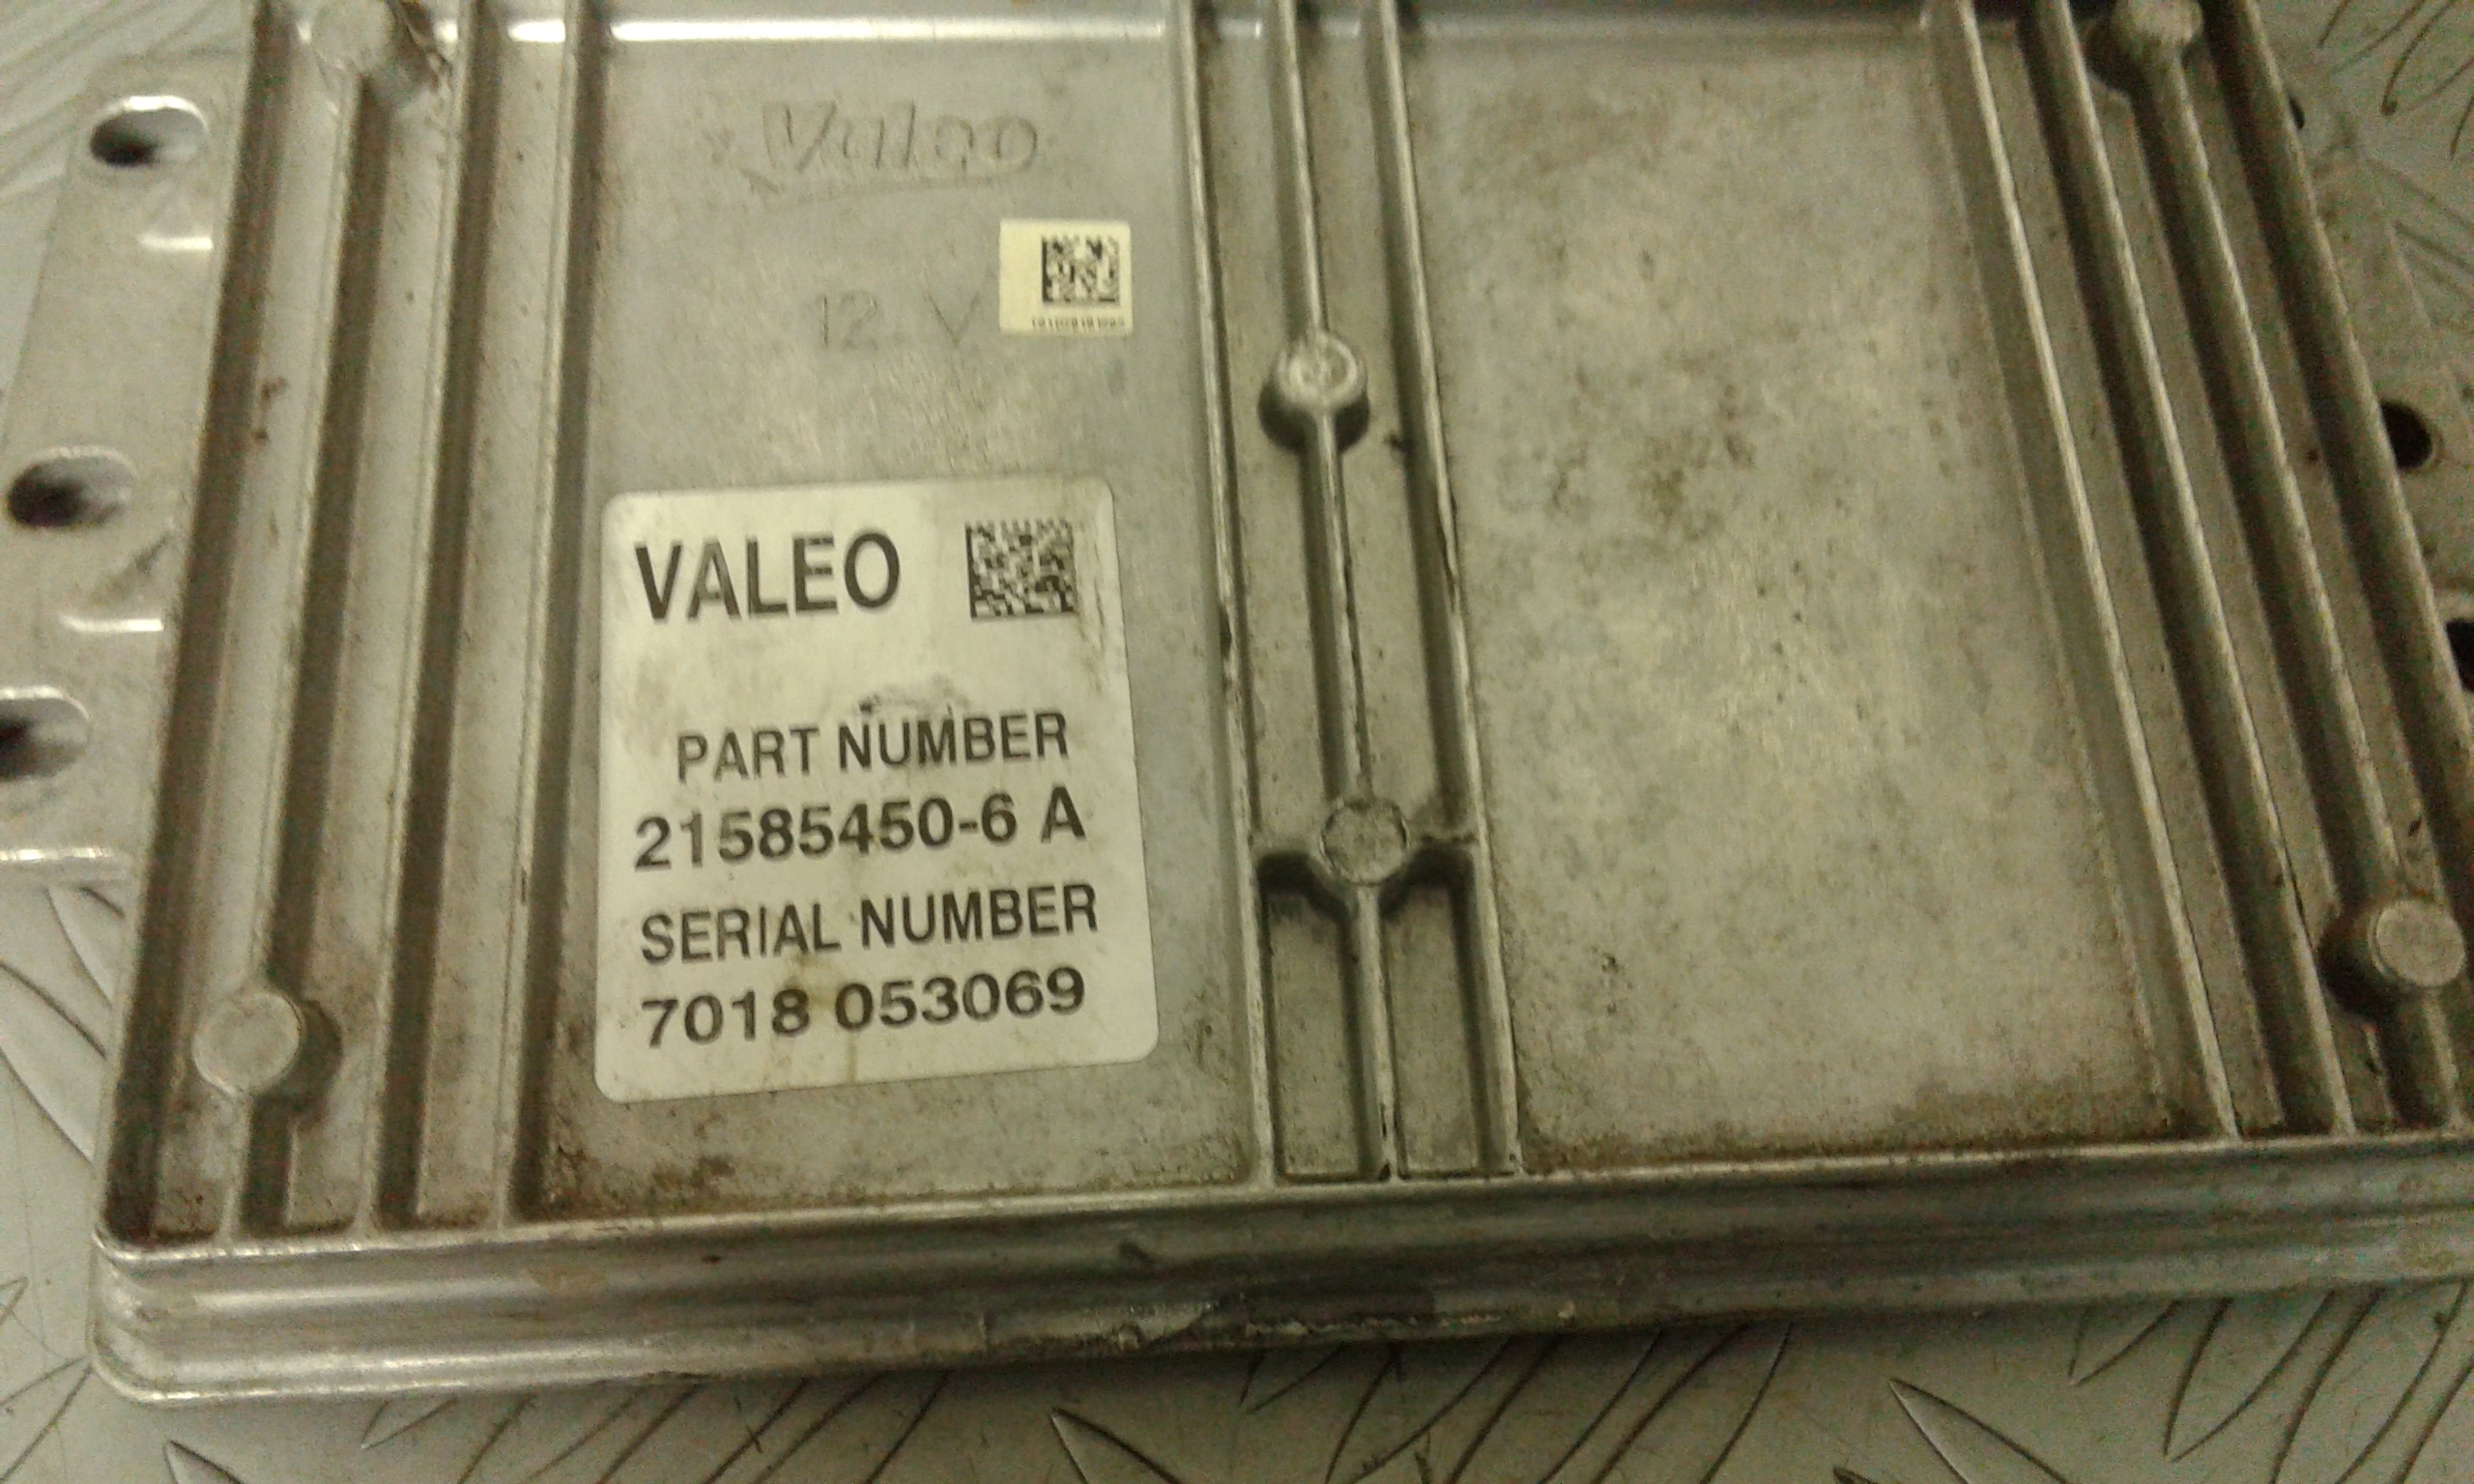 Valeo
12 V
VALEO
PART NUMBER
21585450-6 A
SERIAL NUMBER
7018 053069